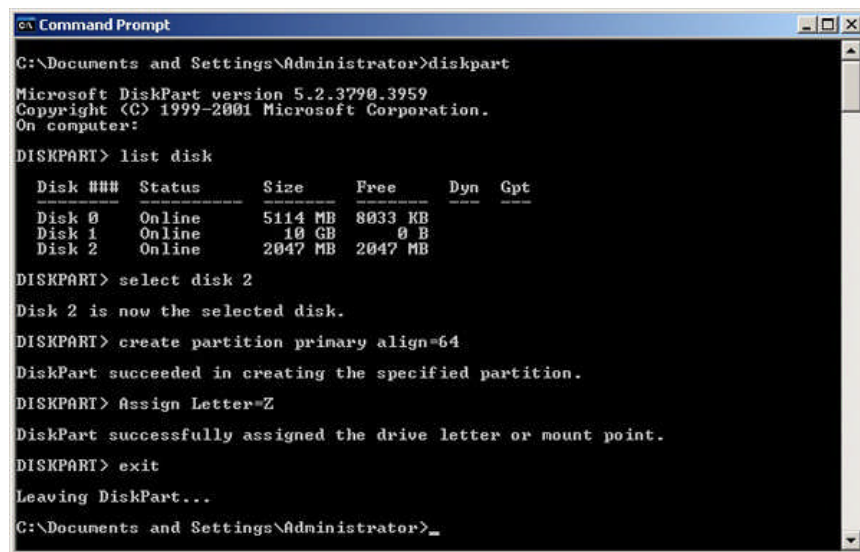 Command Prompt
C:\Documents and Settings\Administrator>diskpart
Microsoft DiskPart version 5.2.3790.3959
Copyright (C) 1999-2001 Microsoft Corporation.
On computer:
DISKPART> list disk
Disk ### Status Size Free Dyn Gpt
-------- ---------- ------- ------- --- ---
Disk 0 Online 5114 MB 8033 KB
Disk 1 Online 10 GB 0 B
Disk 2 Online 2047 MB 2047 MB
DISKPART> select disk 2
Disk 2 is now the selected disk.
DISKPART> create partition primary align=64
DiskPart succeeded in creating the specified partition.
DISKPART> Assign Letter=Z
DiskPart successfully assigned the drive letter or mount point.
DISKPART> exit
Leaving DiskPart...
C:\Documents and Settings\Administrator>_